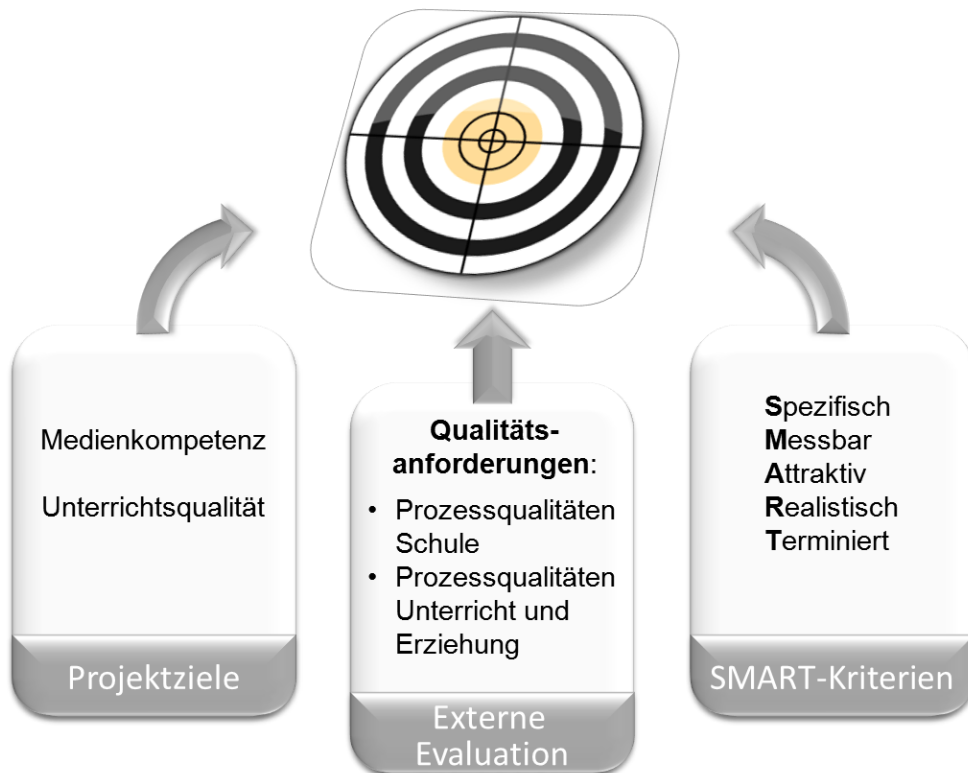 Medienkompetenz
Unterrichtsqualität
Projektziele
Qualitäts-
anforderungen:
• Prozessqualitäten
Schule
• Prozessqualitäten
Unterricht und
Erziehung
Externe
Evaluation
Spezifisch
Messbar
Attraktiv
Realistisch
Terminiert
SMART-Kriterien